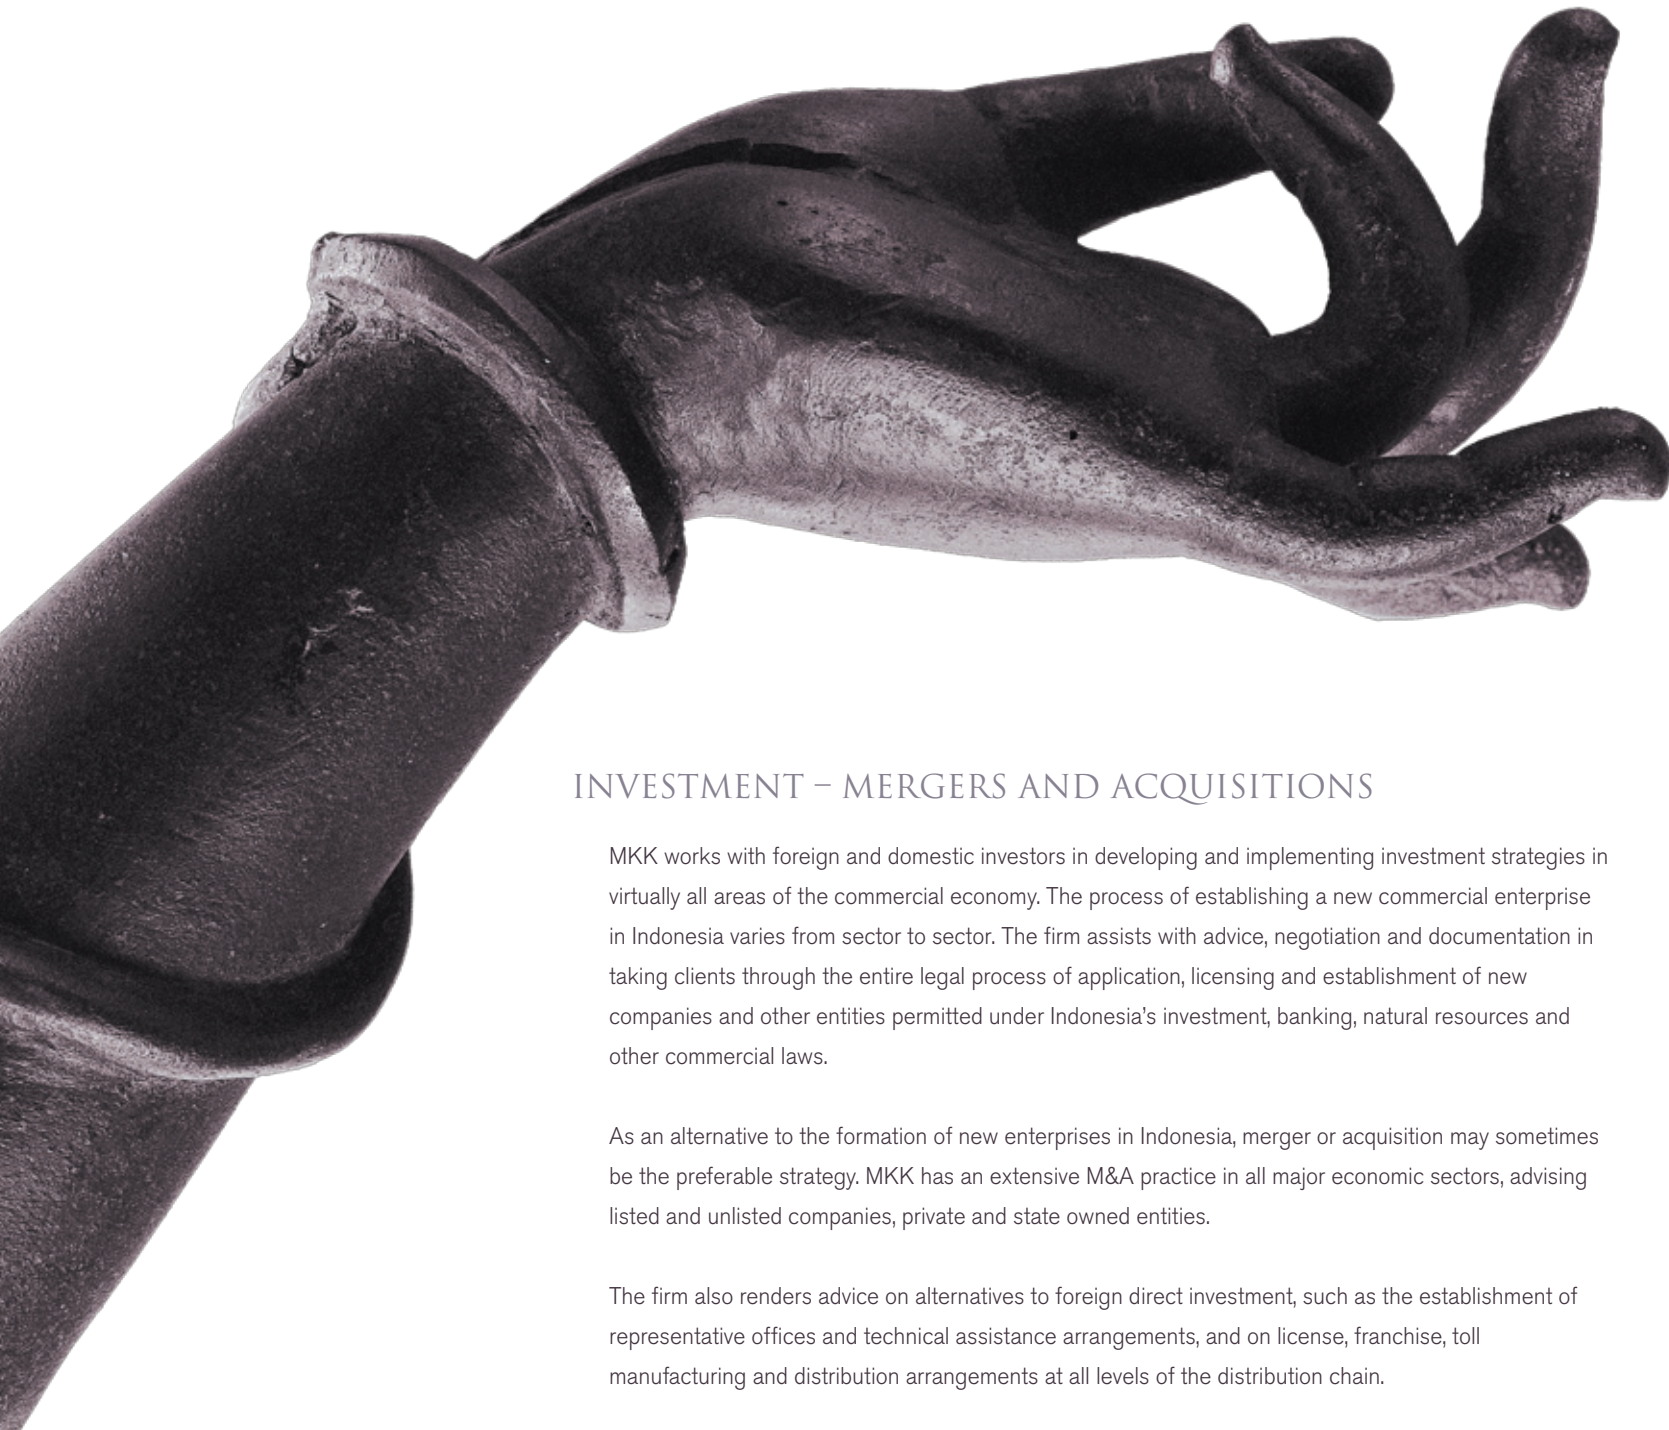 INVESTMENT – MERGERS AND ACQUISITIONS
MKK works with foreign and domestic investors in developing and implementing investment strategies in
virtually all areas of the commercial economy. The process of establishing a new commercial enterprise
in Indonesia varies from sector to sector. The firm assists with advice, negotiation and documentation in
taking clients through the entire legal process of application, licensing and establishment of new
companies and other entities permitted under Indonesia’s investment, banking, natural resources and
other commercial laws.
As an alternative to the formation of new enterprises in Indonesia, merger or acquisition may sometimes
be the preferable strategy. MKK has an extensive M&A practice in all major economic sectors, advising
listed and unlisted companies, private and state owned entities.
The firm also renders advice on alternatives to foreign direct investment, such as the establishment of
representative offices and technical assistance arrangements, and on license, franchise, toll
manufacturing and distribution arrangements at all levels of the distribution chain.